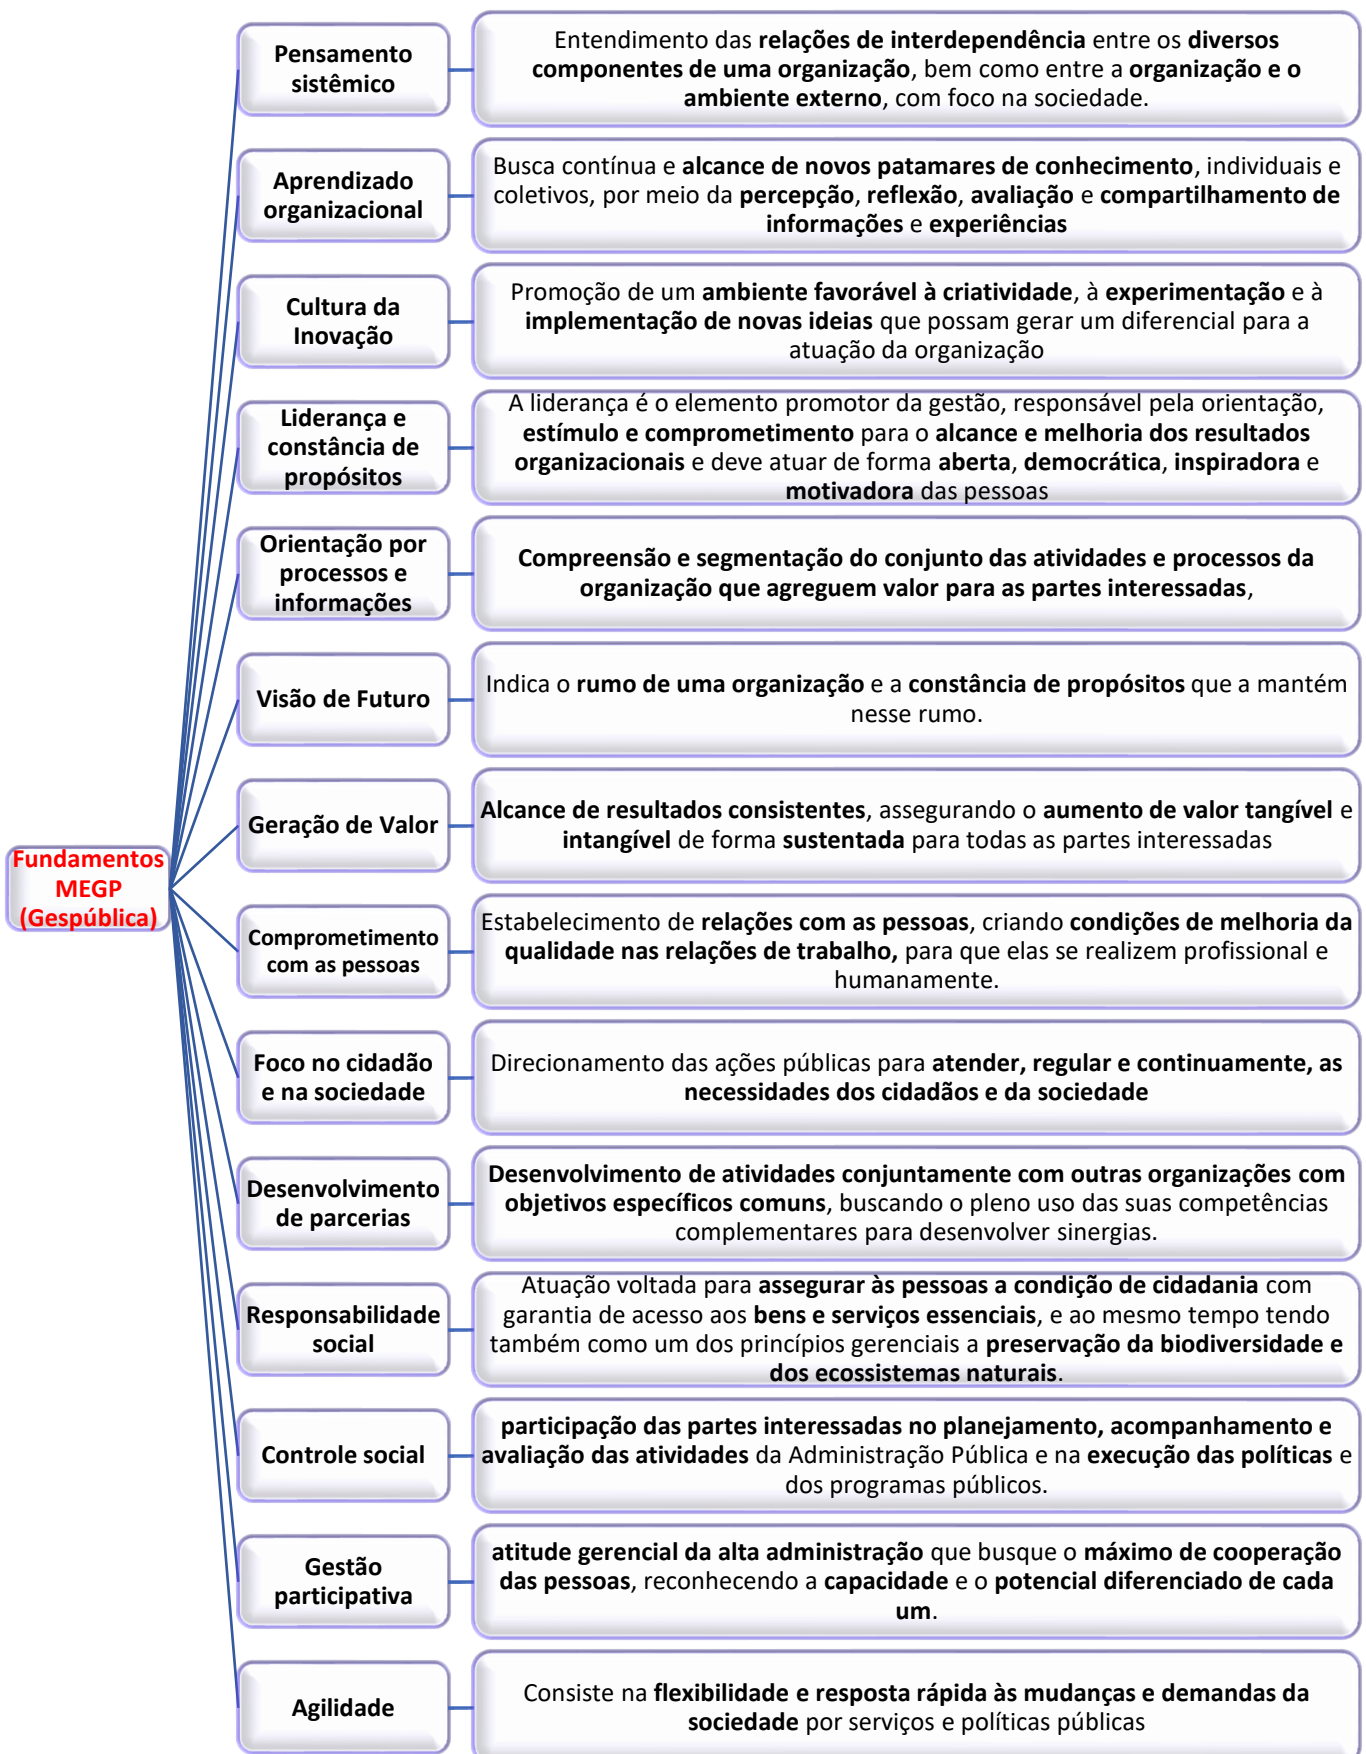 Fundamentos
MEGP
(Gespública)
Pensamento
sistêmico
Entendimento das relações de interdependência entre os diversos
componentes de uma organização, bem como entre a organização e o
ambiente externo, com foco na sociedade.
Aprendizado
organizacional
Busca contínua e alcance de novos patamares de conhecimento, individuais e
coletivos, por meio da percepção, reflexão, avaliação e compartilhamento de
informações e experiências
Cultura da
Inovação
Promoção de um ambiente favorável à criatividade, à experimentação e à
implementação de novas ideias que possam gerar um diferencial para a
atuação da organização
Liderança e
constância de
propósitos
A liderança é o elemento promotor da gestão, responsável pela orientação,
estímulo e comprometimento para o alcance e melhoria dos resultados
organizacionais e deve atuar de forma aberta, democrática, inspiradora e
motivadora das pessoas
Orientação por
processos e
informações
Compreensão e segmentação do conjunto das atividades e processos da
organização que agreguem valor para as partes interessadas,
Visão de Futuro
Indica o rumo de uma organização e a constância de propósitos que a mantém
nesse rumo.
Geração de Valor
Alcance de resultados consistentes, assegurando o aumento de valor tangível e
intangível de forma sustentada para todas as partes interessadas
Comprometimento
com as pessoas
Estabelecimento de relações com as pessoas, criando condições de melhoria da
qualidade nas relações de trabalho, para que elas se realizem profissional e
humanamente.
Foco no cidadão
e na sociedade
Direcionamento das ações públicas para atender, regular e continuamente, as
necessidades dos cidadãos e da sociedade
Desenvolvimento
de parcerias
Desenvolvimento de atividades conjuntamente com outras organizações com
objetivos específicos comuns, buscando o pleno uso das suas competências
complementares para desenvolver sinergias.
Responsabilidade
social
Atuação voltada para assegurar às pessoas a condição de cidadania com
garantia de acesso aos bens e serviços essenciais, e ao mesmo tempo tendo
também como um dos princípios gerenciais a preservação da biodiversidade e
dos ecossistemas naturais.
Controle social
participação das partes interessadas no planejamento, acompanhamento e
avaliação das atividades da Administração Pública e na execução das políticas e
dos programas públicos.
Gestão
participativa
atitude gerencial da alta administração que busque o máximo de cooperação
das pessoas, reconhecendo a capacidade e o potencial diferenciado de cada
um.
Agilidade
Consiste na flexibilidade e resposta rápida às mudanças e demandas da
sociedade por serviços e políticas públicas